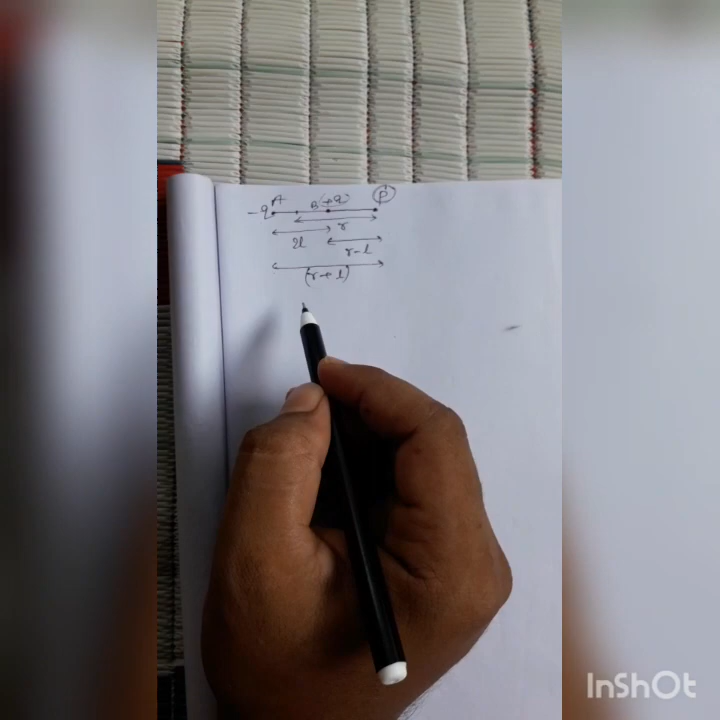 A B(+q) P
-q
r
2l
r-l
(r+l)
InShOt